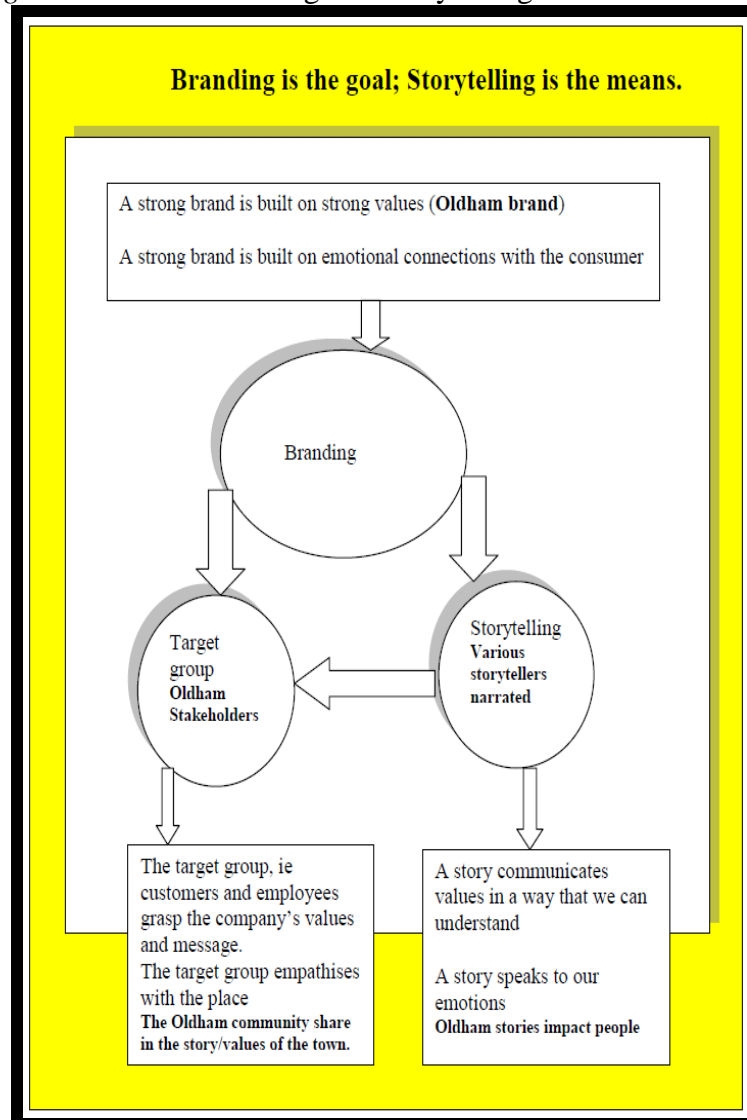 Branding is the goal; Storytelling is the means.
A strong brand is built on strong values (Oldham brand)
A strong brand is built on emotional connections with the consumer
Branding
Target
group
Oldham
Stakeholders
Storytelling
Various
storytellers
narrated
The target group, ie
customers and employees
grasp the company's values
and message.
The target group empathises
with the place
The Oldham community share
in the story/values of the town.
A story communicates
values in a way that we can
understand
A story speaks to our
emotions
Oldham stories impact people